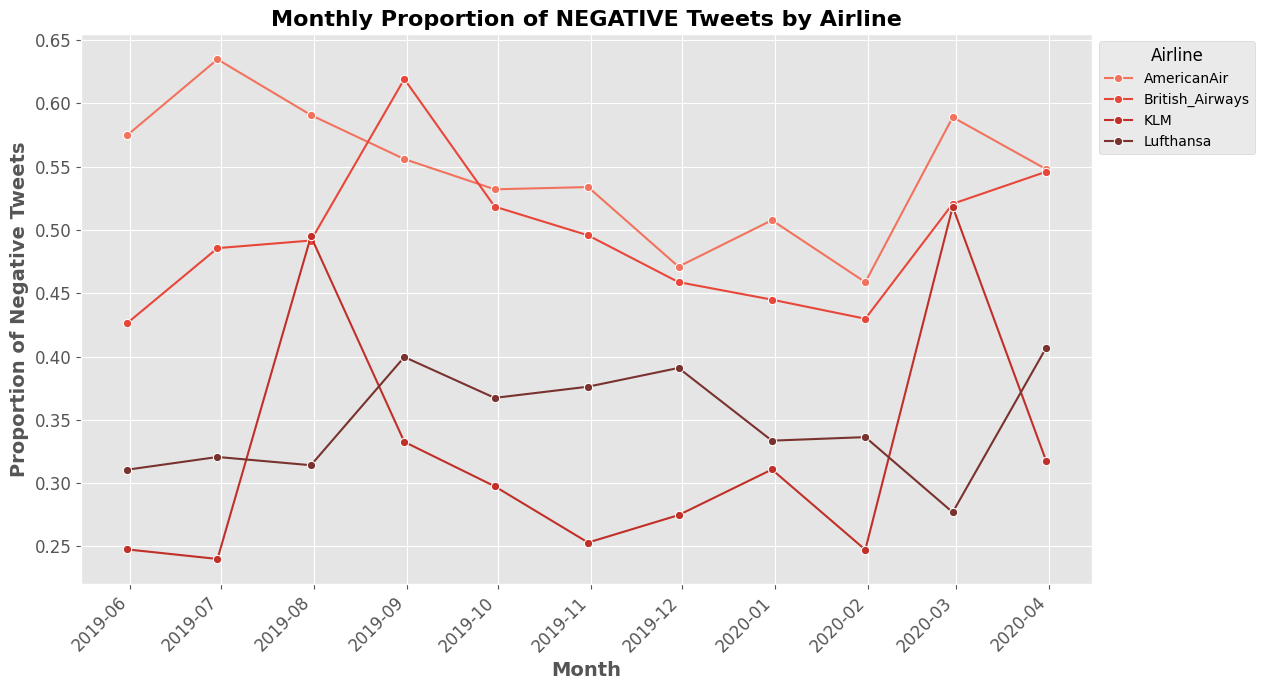 Monthly Proportion of NEGATIVE Tweets by Airline
Proportion of Negative Tweets
0.65
0.60
0.55
0.50
0.45
0.40
0.35
0.30
0.25
2019-06
2019-07
2019-08
2019-09
2019-10
2019-11
2019-12
2020-01
2020-02
2020-03
2020-04
Month
Airline
AmericanAir
British_Airways
KLM
Lufthansa